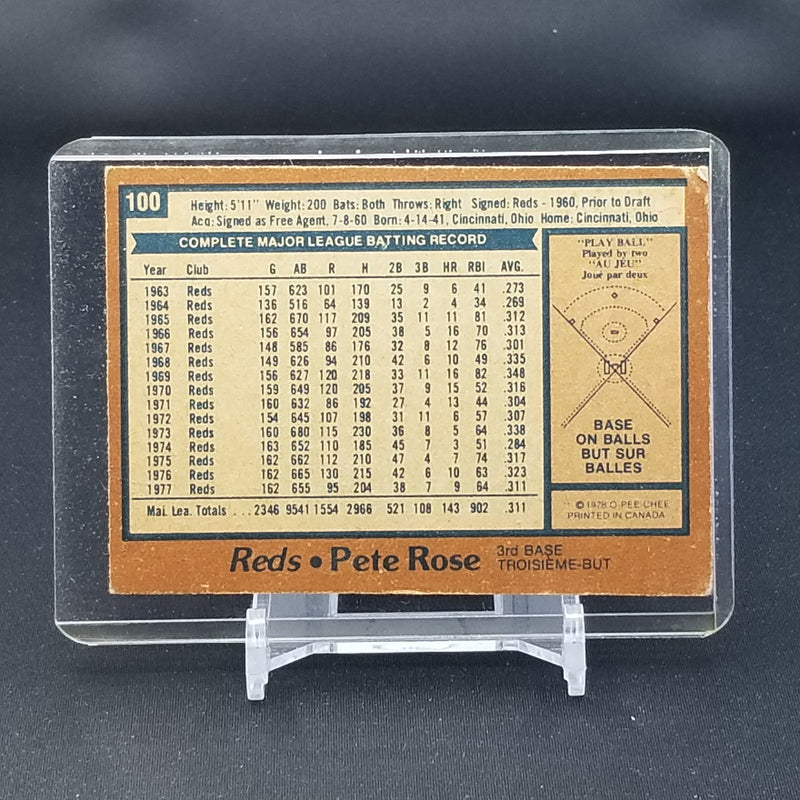 100
Height: 5'11" Weight: 200 Bats: Both Throws: Right Signed: Reds - 1960, Prior to Draft
Acq: Signed as Free Agent, 7-8-60 Born: 4-14-41, Cincinnati, Ohio Home: Cincinnati, Ohio
COMPLETE MAJOR LEAGUE BATTING RECORD
Year Club G AB R H 2B 3B HR RBI AVG.
1963 Reds 157 623 101 170 25 9 6 41 .273
1964 Reds 136 516 64 139 13 2 4 34 .269
1965 Reds 162 670 117 209 35 11 11 81 .312
1966 Reds 156 654 97 205 38 5 16 70 .313
1967 Reds 148 585 86 176 32 8 12 76 .301
1968 Reds 149 626 94 210 42 6 10 49 .335
1969 Reds 156 627 120 218 33 11 16 82 .348
1970 Reds 159 649 120 205 37 9 15 52 .316
1971 Reds 160 632 86 192 27 4 13 44 .304
1972 Reds 154 645 107 198 31 11 6 57 .307
1973 Reds 160 680 115 230 36 8 5 64 .338
1974 Reds 163 652 110 185 45 7 3 51 .284
1975 Reds 162 662 112 210 47 4 7 74 .317
1976 Reds 162 665 130 215 42 6 10 63 .323
1977 Reds 162 655 95 204 38 7 9 64 .311
Maj. Lea. Totals ... 2346 9541 1554 2966 521 108 143 902 .311
"PLAY BALL"
Played by two
"AU JEU"
Joué par deux
BASE
ON BALLS
BUT SUR
BALLES
© 1978 O-PEE-CHEE
PRINTED IN CANADA
Reds • Pete Rose
3rd BASE
TROISIÈME-BUT